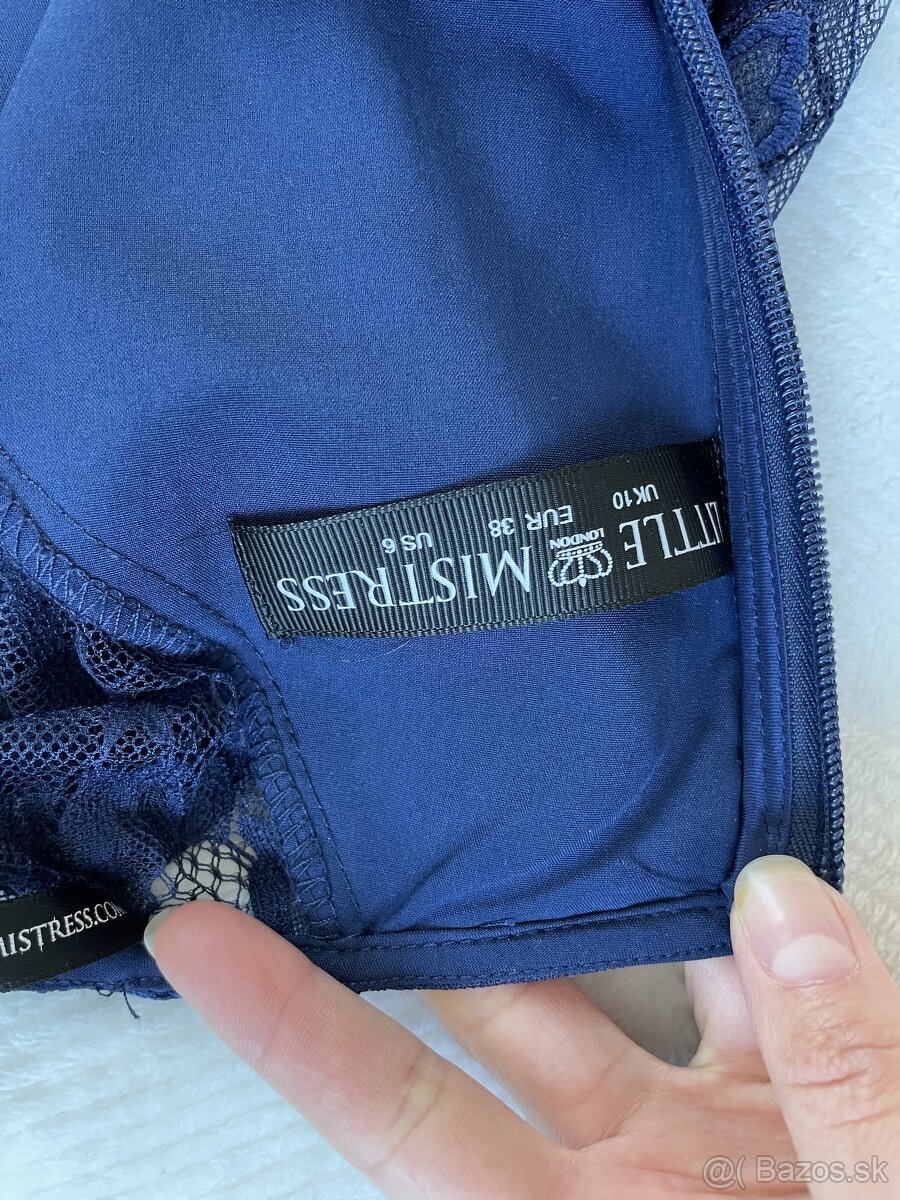 LITTLE MISTRESS
LONDON
UK 10 EUR 38 US 6
MISTRESS.COM
@( Bazos.sk